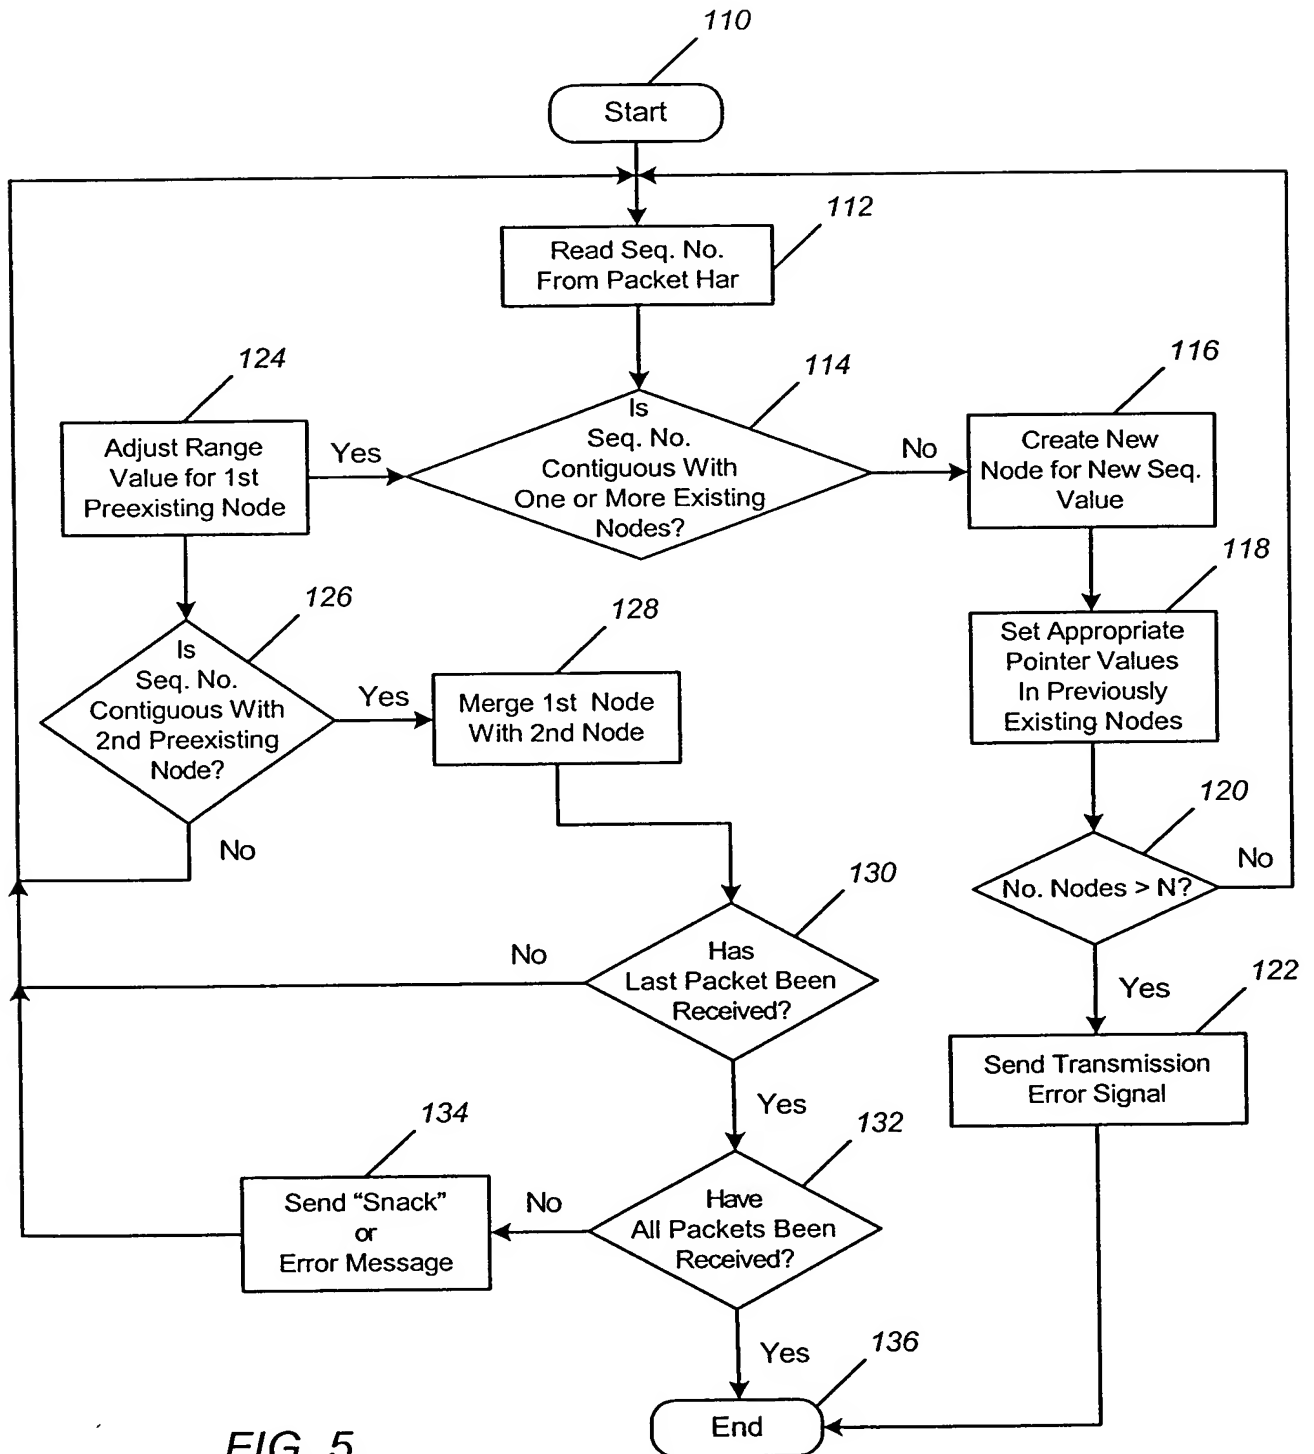 110
Start
112
Read Seq. No.
From Packet Har
124
114
116
Adjust Range
Value for 1st
Preexisting Node
Yes
Is
Seq. No.
Contiguous With
One or More Existing
Nodes?
No
Create New
Node for New Seq.
Value
118
126
128
Is
Seq. No.
Contiguous With
2nd Preexisting
Node?
Yes
Merge 1st Node
With 2nd Node
Set Appropriate
Pointer Values
In Previously
Existing Nodes
120
No
130
No. Nodes > N?
No
No
Has
Last Packet Been
Received?
Yes
122
Send Transmission
Error Signal
Yes
134
132
Send “Snack”
or
Error Message
No
Have
All Packets Been
Received?
Yes
136
End
FIG. 5